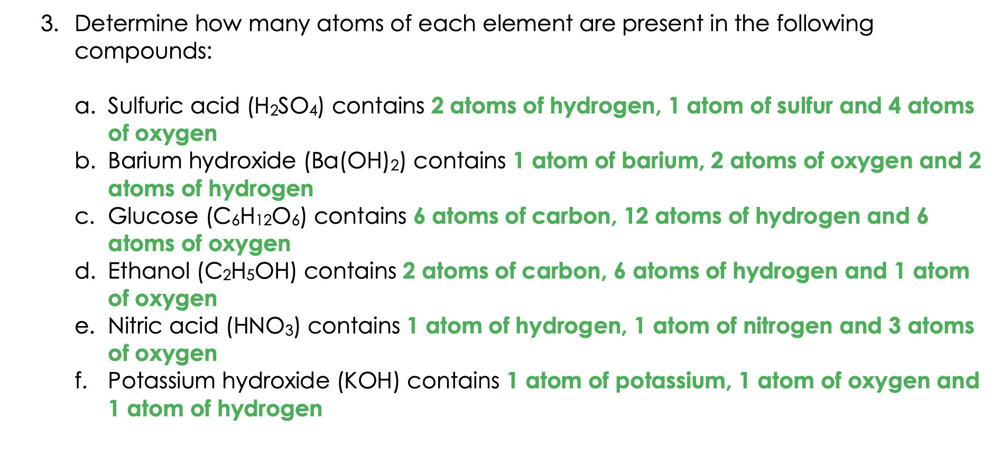 3. Determine how many atoms of each element are present in the following
compounds:
a. Sulfuric acid (H₂SO₄) contains 2 atoms of hydrogen, 1 atom of sulfur and 4 atoms
of oxygen
b. Barium hydroxide (Ba(OH)₂) contains 1 atom of barium, 2 atoms of oxygen and 2
atoms of hydrogen
c. Glucose (C₆H₁₂O₆) contains 6 atoms of carbon, 12 atoms of hydrogen and 6
atoms of oxygen
d. Ethanol (C₂H₅OH) contains 2 atoms of carbon, 6 atoms of hydrogen and 1 atom
of oxygen
e. Nitric acid (HNO₃) contains 1 atom of hydrogen, 1 atom of nitrogen and 3 atoms
of oxygen
f. Potassium hydroxide (KOH) contains 1 atom of potassium, 1 atom of oxygen and
1 atom of hydrogen